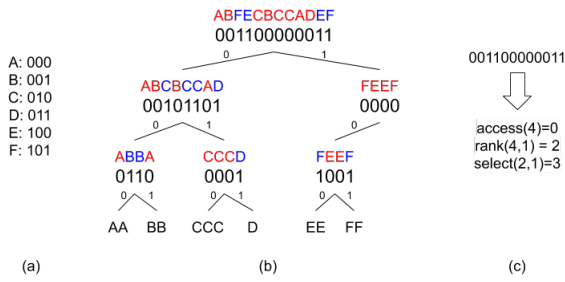 ABFECBCCADEF
001100000011
0 1
A: 000
B: 001
C: 010
D: 011
E: 100
F: 101
ABCBCCAD
00101101
0 1
FEEF
0000
0
ABBA
0110
0 1
CCCD
0001
0 1
FEEF
1001
0 1
AA BB CCC D EE FF
001100000011
access(4)=0
rank(4,1) = 2
select(2,1)=3
(a) (b) (c)